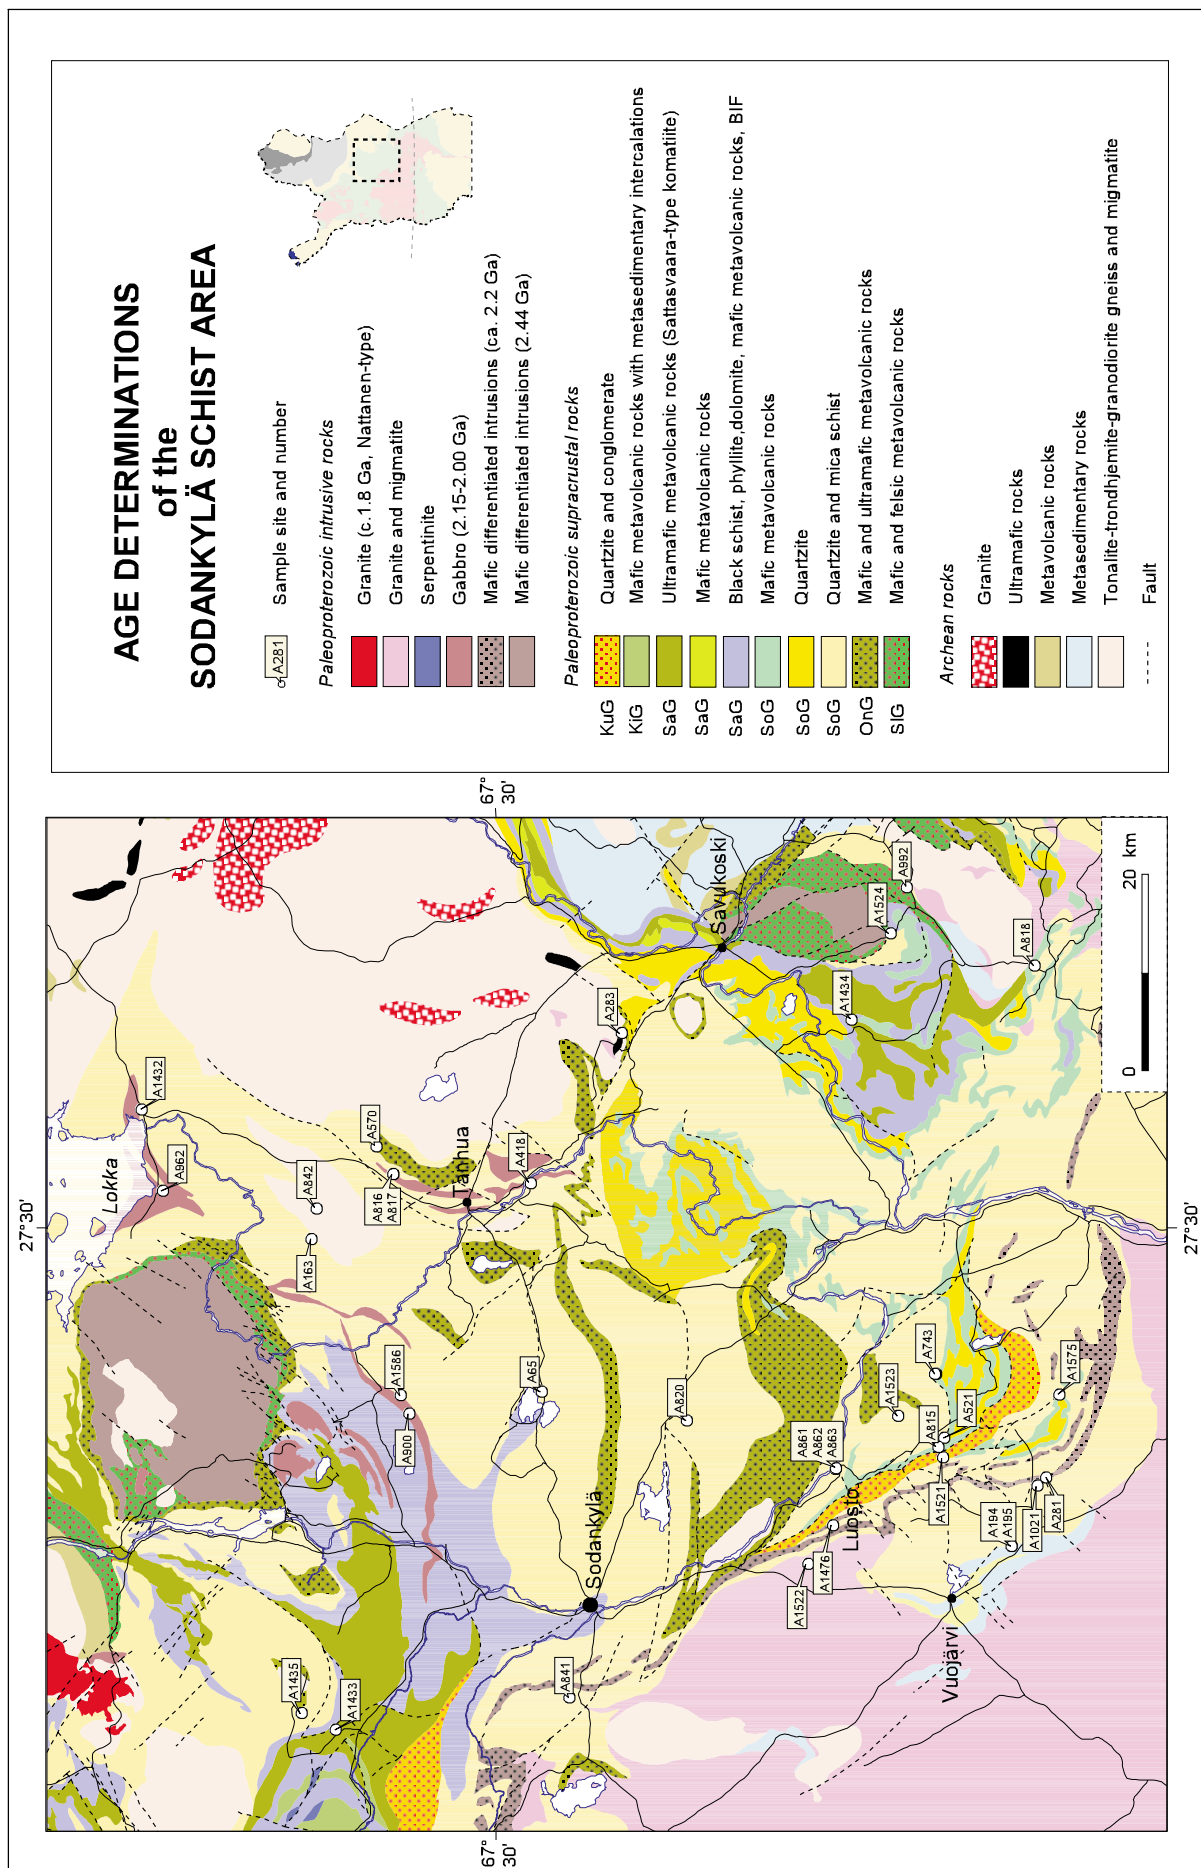 AGE DETERMINATIONS
of the
SODANKYLÄ SCHIST AREA
A281 Sample site and number
Paleoproterozoic intrusive rocks
Granite (c.1.8 Ga, Nattanen-type)
Granite and migmatite
Serpentinite
Gabbro (2.15-2.00 Ga)
Mafic differentiated intrusions (ca. 2.2 Ga)
Mafic differentiated intrusions (2.44 Ga)
Paleoproterozoic supracrustal rocks
KuG Quartzite and conglomerate
KiG Mafic metavolcanic rocks with metasedimentary intercalations
SaG Ultramafic metavolcanic rocks (Sattasvaara-type komatiite)
SaG Mafic metavolcanic rocks
SaG Black schist, phyllite,dolomite, mafic metavolcanic rocks, BIF
SoG Mafic metavolcanic rocks
SoG Quartzite
SoG Quartzite and mica schist
OnG Mafic and ultramafic metavolcanic rocks
SlG Mafic and felsic metavolcanic rocks
Archean rocks
Granite
Ultramafic rocks
Metavolcanic rocks
Metasedimentary rocks
Tonalite-trondhjemite-granodiorite gneiss and migmatite
Fault
27°30'
67°
30'
Lokka
A1432
A962
A842
A163
A570
A816
A817
Tanhua
A418
A283
Savukoski
A992
A1524
A1434
A818
A1435
A1433
A1586
A900
A65
A820
Sodankylä
A841
A861
A862
A863
A1523
A743
A815
A521
A1575
A1521
Luosto
A1522
A1476
A194
A195
A1021
A281
Vuojärvi
0 20 km
67°
30'
27°30'